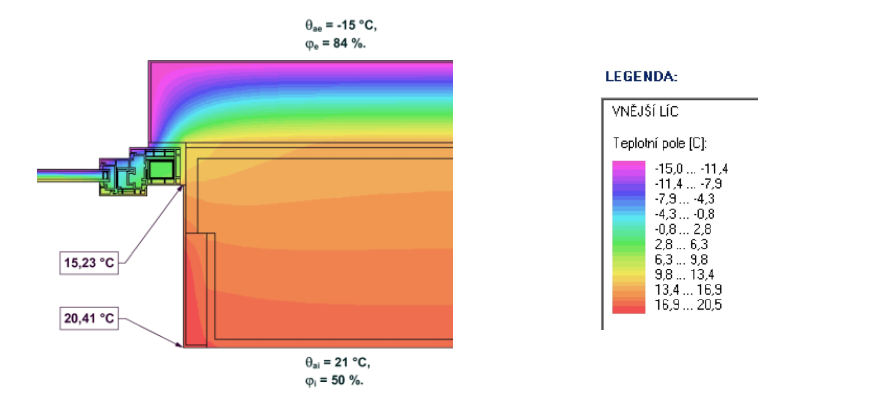 θae = -15 °C,
φe = 84 %.
15,23 °C
20,41 °C
θai = 21 °C,
φi = 50 %.
LEGENDA:
VNĚJŠÍ LÍC
Teplotní pole [C]:
-15,0 ... -11,4
-11,4 ... -7,9
-7,9 ... -4,3
-4,3 ... -0,8
-0,8 ... 2,8
2,8 ... 6,3
6,3 ... 9,8
9,8 ... 13,4
13,4 ... 16,9
16,9 ... 20,5